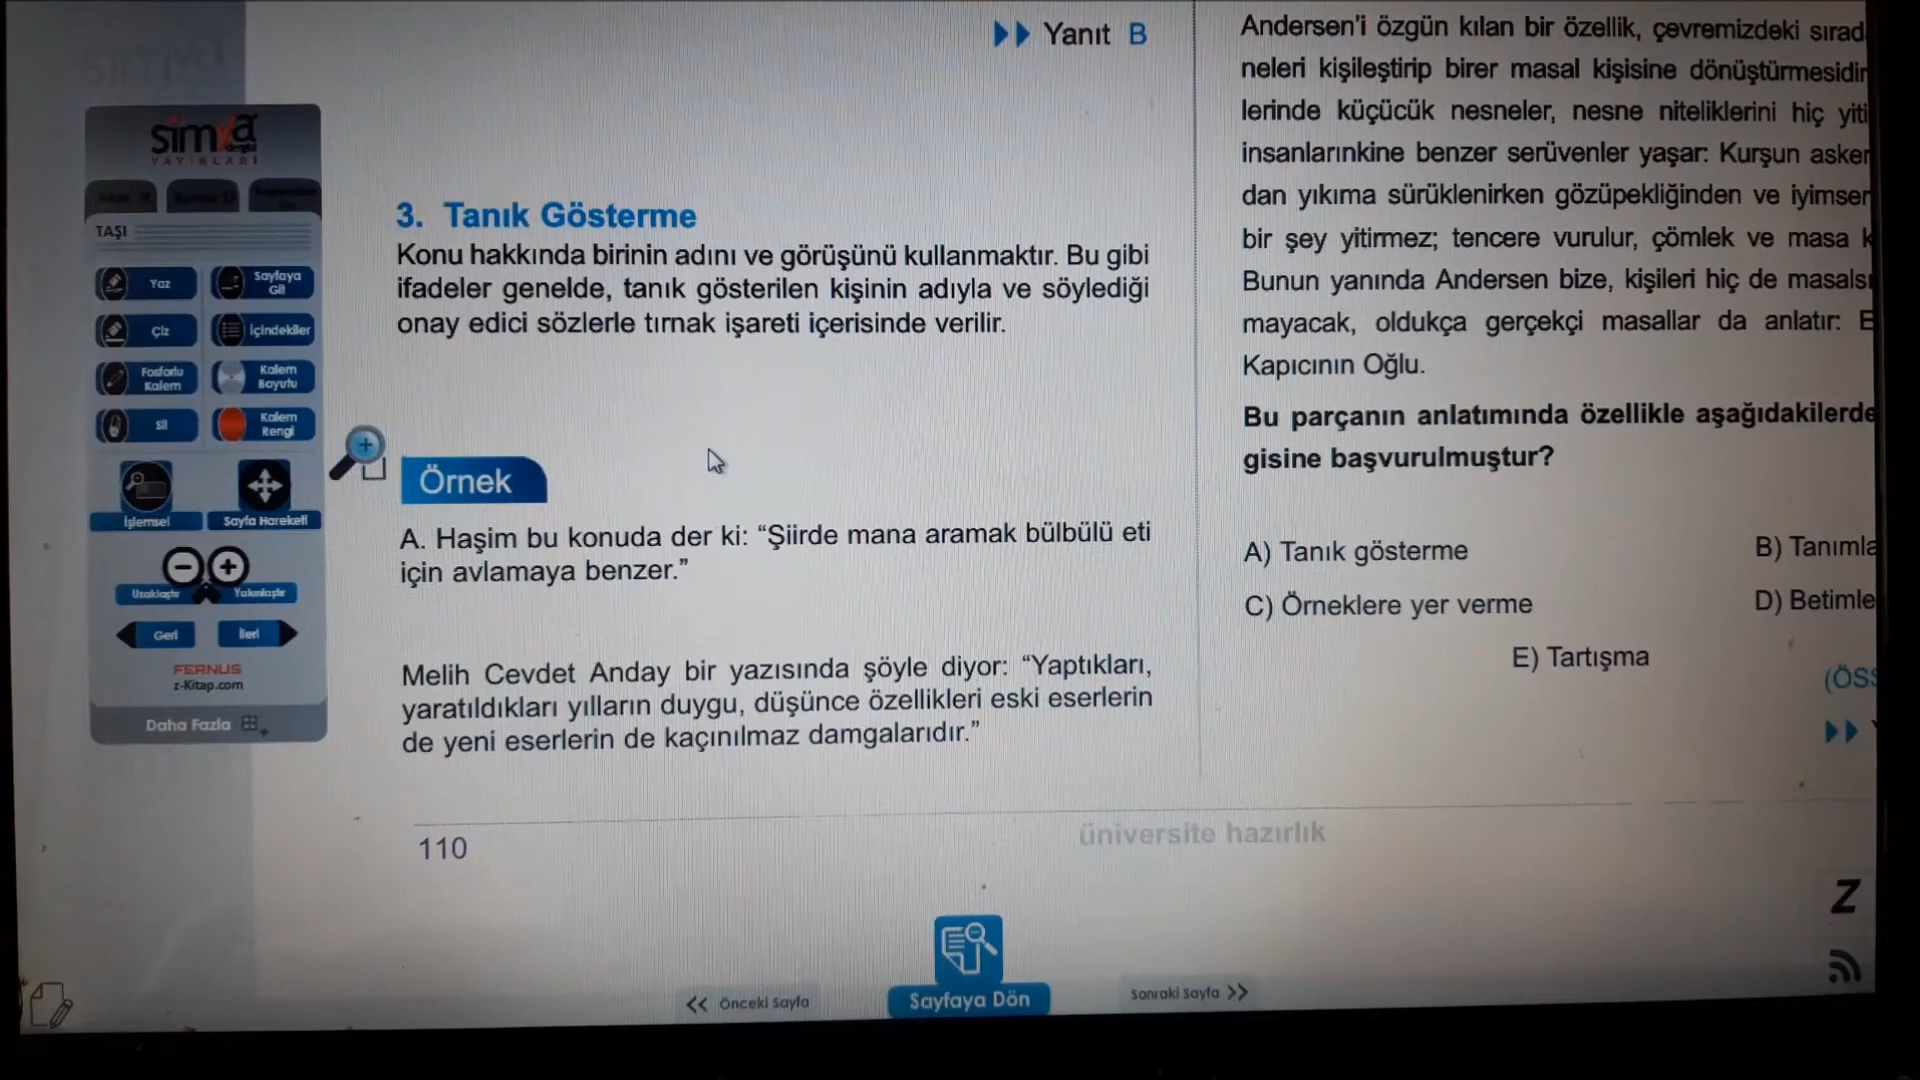 Yanıt B
simya
dergisi
YAYINLARI
TAŞI
Yaz
Sayfaya
Git
Çiz
İçindekiler
Fosforlu
Kalem
Kalem
Boyutu
Sil
Kalem
Rengi
İşlemsel
Sayfa Hareketi
Uzaklaştır
Yakınlaştır
Geri
İleri
FERNUS
z-Kitap.com
Daha Fazla
3. Tanık Gösterme
Konu hakkında birinin adını ve görüşünü kullanmaktır. Bu gibi
ifadeler genelde, tanık gösterilen kişinin adıyla ve söylediği
onay edici sözlerle tırnak işareti içerisinde verilir.
Örnek
A. Haşim bu konuda der ki: “Şiirde mana aramak bülbülü eti
için avlamaya benzer.”
Melih Cevdet Anday bir yazısında şöyle diyor: “Yaptıkları,
yaratıldıkları yılların duygu, düşünce özellikleri eski eserlerin
de yeni eserlerin de kaçınılmaz damgalarıdır.”
110
Andersen'i özgün kılan bir özellik, çevremizdeki sırad
neleri kişileştirip birer masal kişisine dönüştürmesidir
lerinde küçücük nesneler, nesne niteliklerini hiç yiti
insanlarınkine benzer serüvenler yaşar: Kurşun asker
dan yıkıma sürüklenirken gözüpekliğinden ve iyimser
bir şey yitirmez; tencere vurulur, çömlek ve masa k
Bunun yanında Andersen bize, kişileri hiç de masalsı
mayacak, oldukça gerçekçi masallar da anlatır: E
Kapıcının Oğlu.
Bu parçanın anlatımında özellikle aşağıdakilerde
gisine başvurulmuştur?
A) Tanık gösterme
B) Tanımla
C) Örneklere yer verme
D) Betimle
E) Tartışma
(ÖSS
üniversite hazırlık
Z
Önceki Sayfa
Sayfaya Dön
Sonraki Sayfa